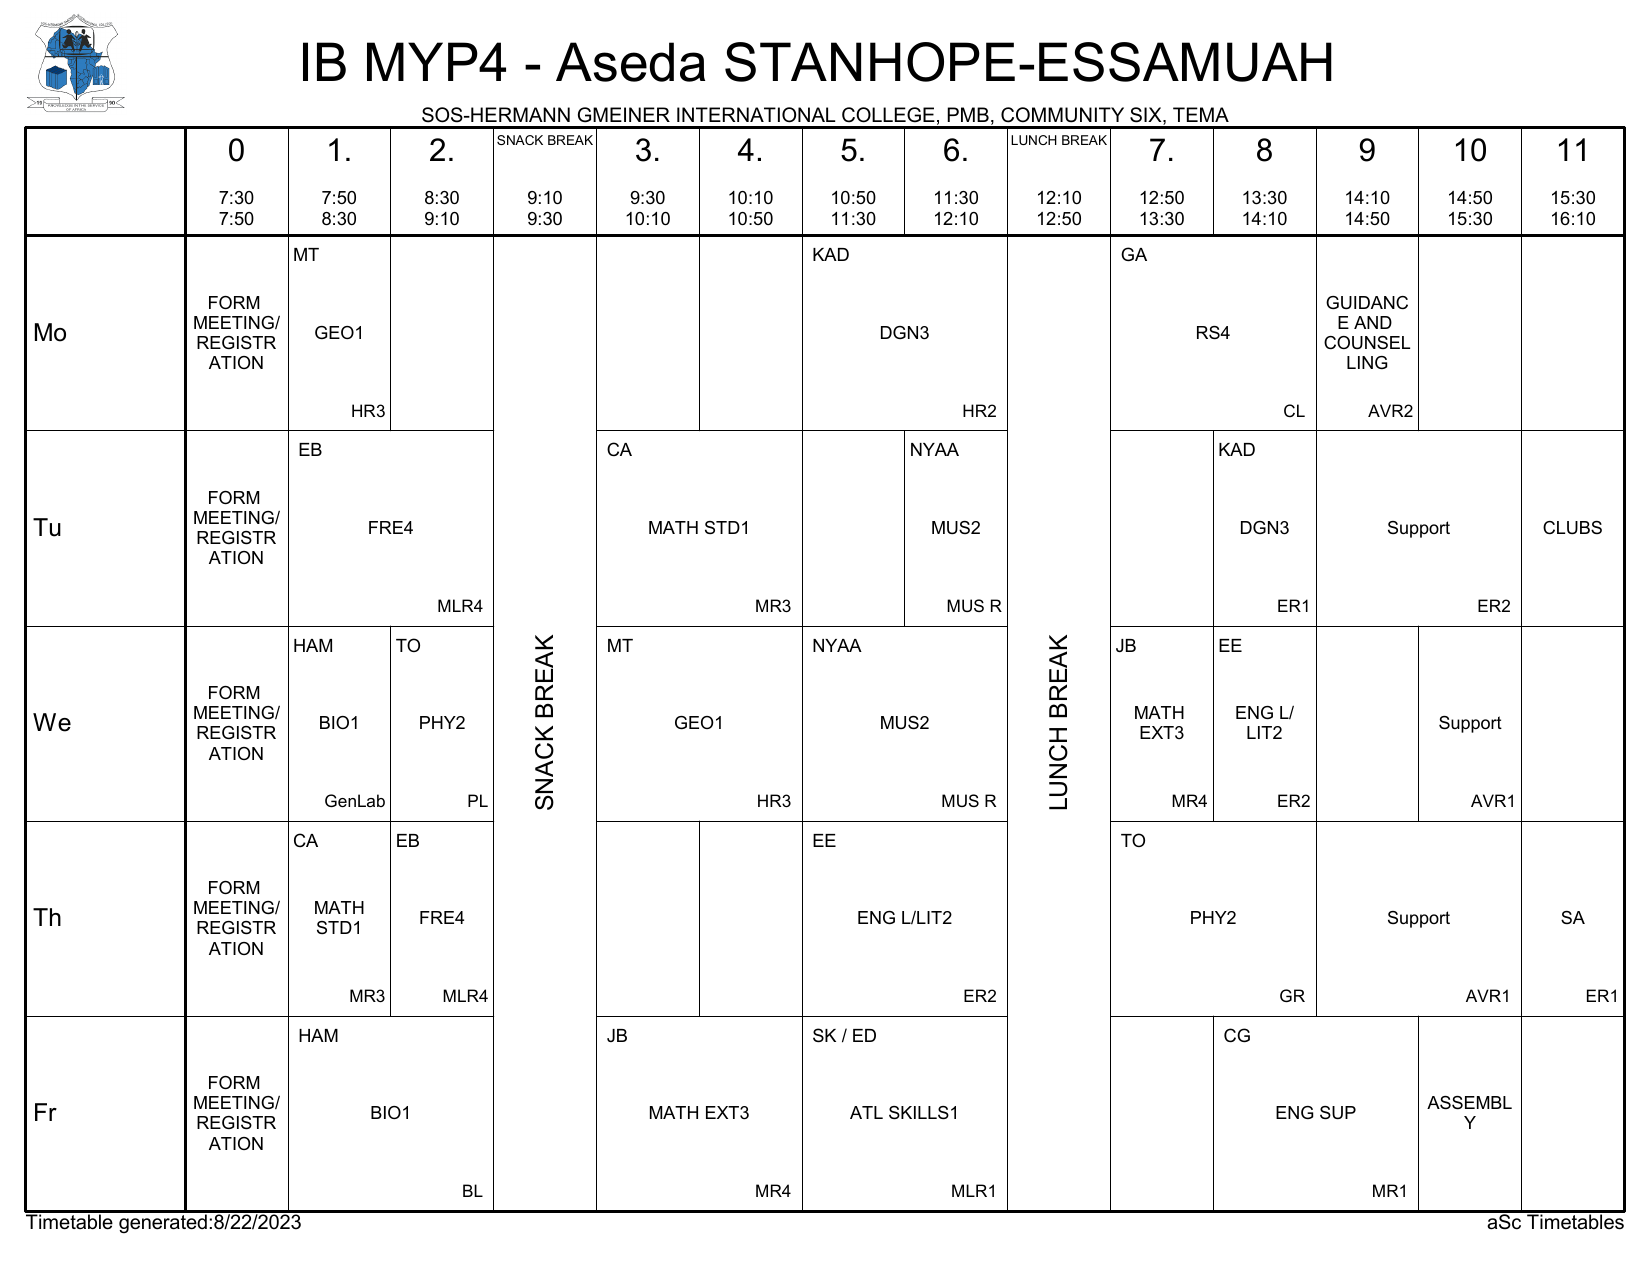 IB MYP4 - Aseda STANHOPE-ESSAMUAH
SOS-HERMANN GMEINER INTERNATIONAL COLLEGE, PMB, COMMUNITY SIX, TEMA
0 1. 2. SNACK BREAK 3. 4. 5. 6. LUNCH BREAK 7. 8 9 10 11
7:30 7:50 8:30 9:10 9:30 10:10 10:50 11:30 12:10 12:50 13:30 14:10 14:50 15:30
7:50 8:30 9:10 9:30 10:10 10:50 11:30 12:10 12:50 13:30 14:10 14:50 15:30 16:10
Mo
FORM
MEETING/
REGISTR
ATION
MT
GEO1
HR3
KAD
DGN3
HR2
GA
RS4
CL
GUIDANC
E AND
COUNSEL
LING
AVR2
Tu
FORM
MEETING/
REGISTR
ATION
EB
FRE4
MLR4
CA
MATH STD1
MR3
NYAA
MUS2
MUS R
KAD
DGN3
ER1
Support
ER2
CLUBS
We
FORM
MEETING/
REGISTR
ATION
HAM
BIO1
GenLab
TO
PHY2
PL
SNACK BREAK
MT
GEO1
HR3
NYAA
MUS2
MUS R
LUNCH BREAK
JB
MATH
EXT3
MR4
EE
ENG L/
LIT2
ER2
Support
AVR1
Th
FORM
MEETING/
REGISTR
ATION
CA
MATH
STD1
MR3
EB
FRE4
MLR4
EE
ENG L/LIT2
ER2
TO
PHY2
GR
Support
AVR1
SA
ER1
Fr
FORM
MEETING/
REGISTR
ATION
HAM
BIO1
BL
JB
MATH EXT3
MR4
SK / ED
ATL SKILLS1
MLR1
CG
ENG SUP
MR1
ASSEMBL
Y
Timetable generated:8/22/2023
aSc Timetables